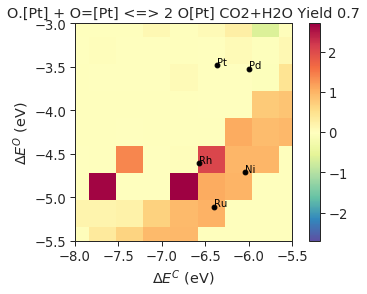 O.[Pt] + O=[Pt] <=> 2 O[Pt] CO2+H2O Yield 0.7
−3.0
−3.5
−4.0
−4.5
−5.0
−5.5
ΔE^O (eV)
Pt
Pd
Rh
Ni
Ru
−8.0 −7.5 −7.0 −6.5 −6.0 −5.5
ΔE^C (eV)
2
1
0
−1
−2